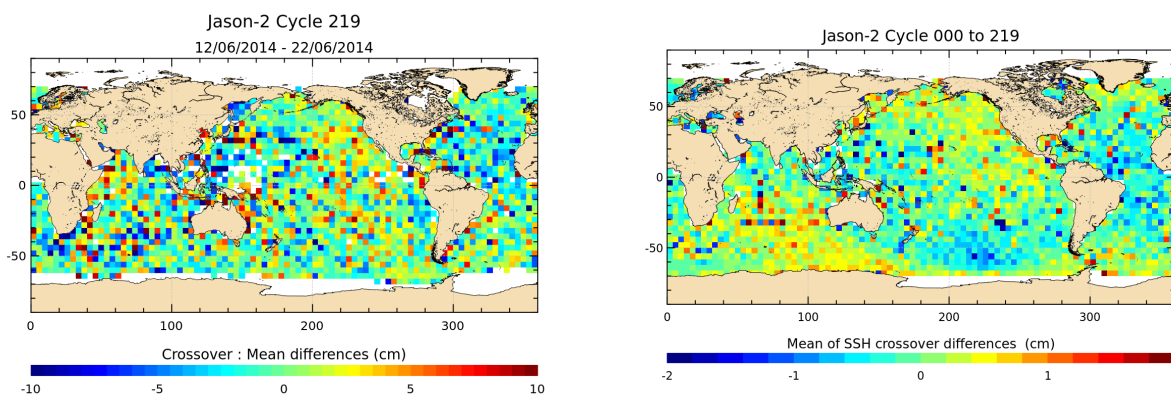 Jason-2 Cycle 219
12/06/2014 - 22/06/2014
50
0
-50
0 100 200 300
Crossover : Mean differences (cm)
-10 -5 0 5 10
Jason-2 Cycle 000 to 219
50
0
-50
0 100 200 300
Mean of SSH crossover differences (cm)
-2 -1 0 1